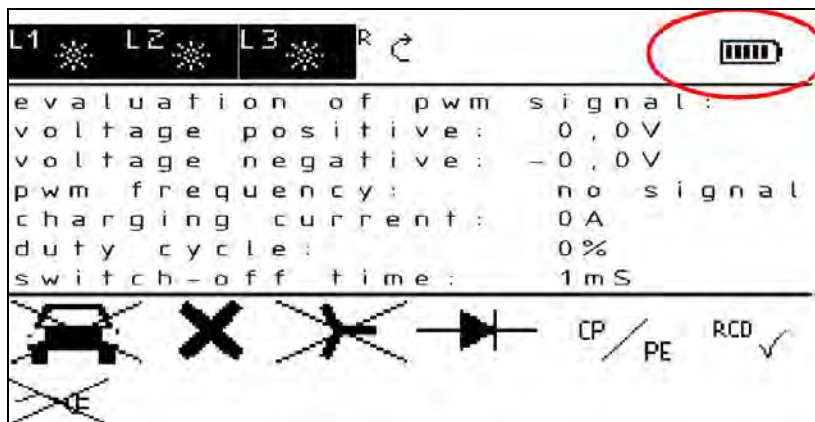 L1 L2 L3 R
evaluation of pwm signal:
voltage positive: 0,0V
voltage negative: -0,0V
pwm frequency: no signal
charging current: 0A
duty cycle: 0%
switch-off time: 1mS
CP/PE RCD